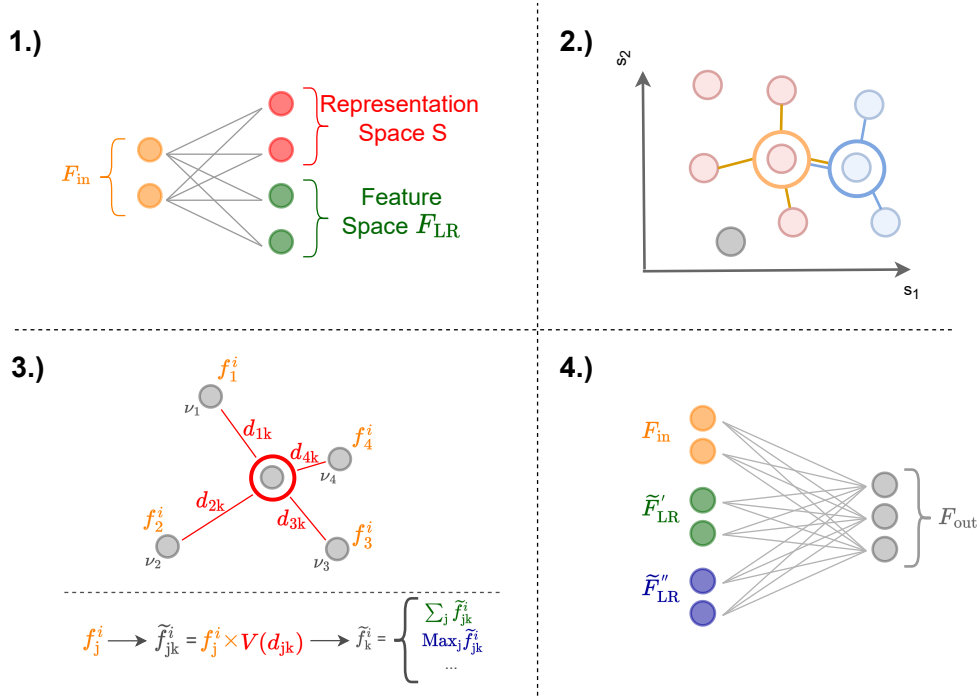 1.)
F_in
Representation
Space S
Feature
Space F_LR
2.)
s_2
s_1
3.)
f_1^i
ν_1
d_1k
f_4^i
d_4k
ν_4
d_2k
f_2^i
d_3k
f_3^i
ν_2
ν_3
f_j^i → f̃_jk^i = f_j^i × V(d_jk) → f̃_k^i = {
∑_j f̃_jk^i
Max_j f̃_jk^i
...
4.)
F_in
F̃_LR′
F_out
F̃_LR″